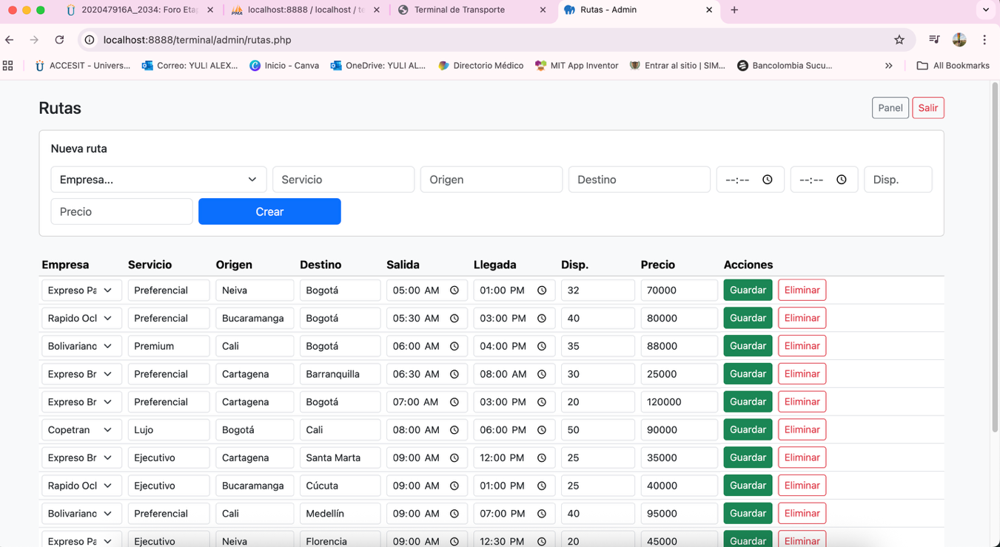 202047916A_2034: Foro Etap
localhost:8888 / localhost / te
Terminal de Transporte
Rutas - Admin
localhost:8888/terminal/admin/rutas.php
ACCESIT - Univers...
Correo: YULI ALEX...
Inicio - Canva
OneDrive: YULI AL...
Directorio Médico
MIT App Inventor
Entrar al sitio | SIM...
Bancolombia Sucu...
All Bookmarks
Rutas
Panel Salir
Nueva ruta
Empresa... Servicio Origen Destino --:-- --:-- Disp.
Precio Crear
Empresa Servicio Origen Destino Salida Llegada Disp. Precio Acciones
Expreso Pa Preferencial Neiva Bogotá 05:00 AM 01:00 PM 32 70000 Guardar Eliminar
Rapido Ocl Preferencial Bucaramanga Bogotá 05:30 AM 03:00 PM 40 80000 Guardar Eliminar
Bolivariano Premium Cali Bogotá 06:00 AM 04:00 PM 35 88000 Guardar Eliminar
Expreso Br Preferencial Cartagena Barranquilla 06:30 AM 08:00 AM 30 25000 Guardar Eliminar
Expreso Br Preferencial Cartagena Bogotá 07:00 AM 03:00 PM 20 120000 Guardar Eliminar
Copetran Lujo Bogotá Cali 08:00 AM 06:00 PM 50 90000 Guardar Eliminar
Expreso Br Ejecutivo Cartagena Santa Marta 09:00 AM 12:00 PM 25 35000 Guardar Eliminar
Rapido Ocl Ejecutivo Bucaramanga Cúcuta 09:00 AM 01:00 PM 25 40000 Guardar Eliminar
Bolivariano Preferencial Cali Medellín 09:00 AM 07:00 PM 40 95000 Guardar Eliminar
Expreso Pa Ejecutivo Neiva Florencia 09:00 AM 12:30 PM 20 45000 Guardar Eliminar